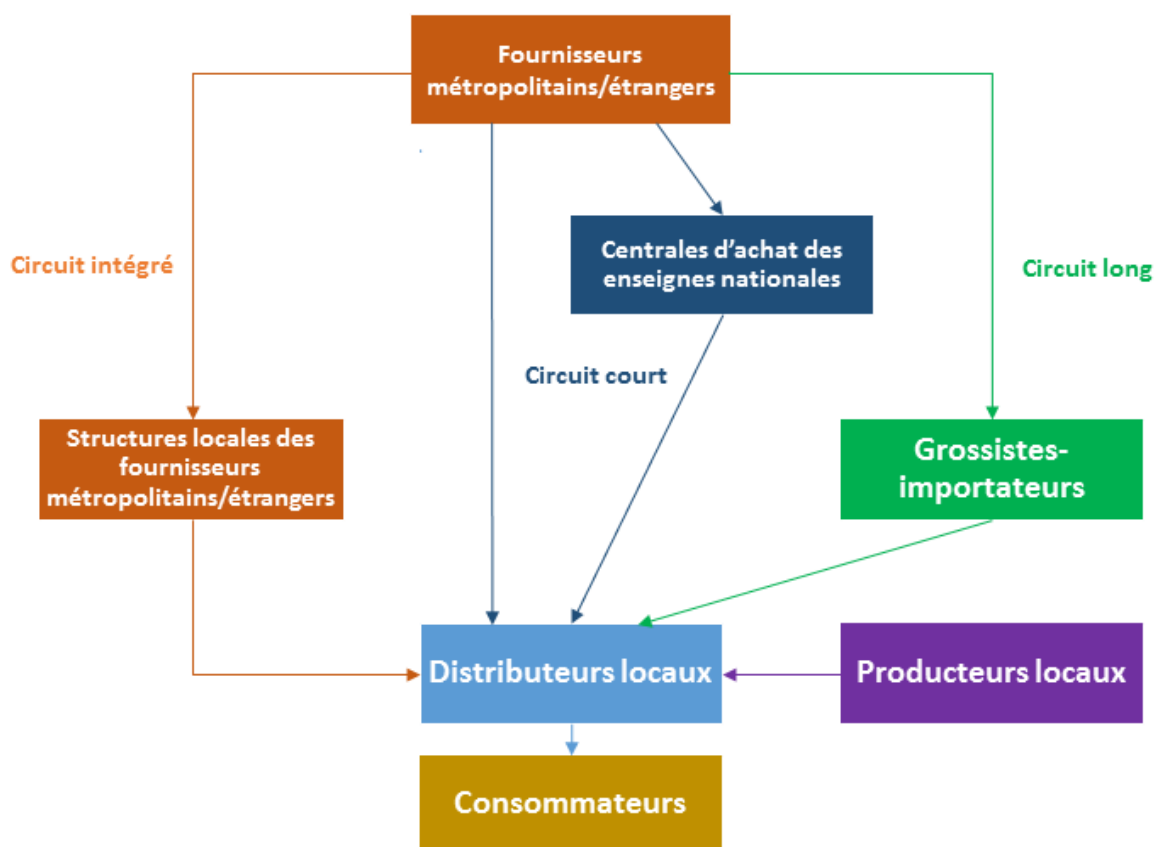 Fournisseurs
métropolitains/étrangers
Centrales d'achat des
enseignes nationales
Circuit intégré
Circuit long
Circuit court
Structures locales des
fournisseurs
métropolitains/étrangers
Grossistes-
importateurs
Distributeurs locaux
Producteurs locaux
Consommateurs